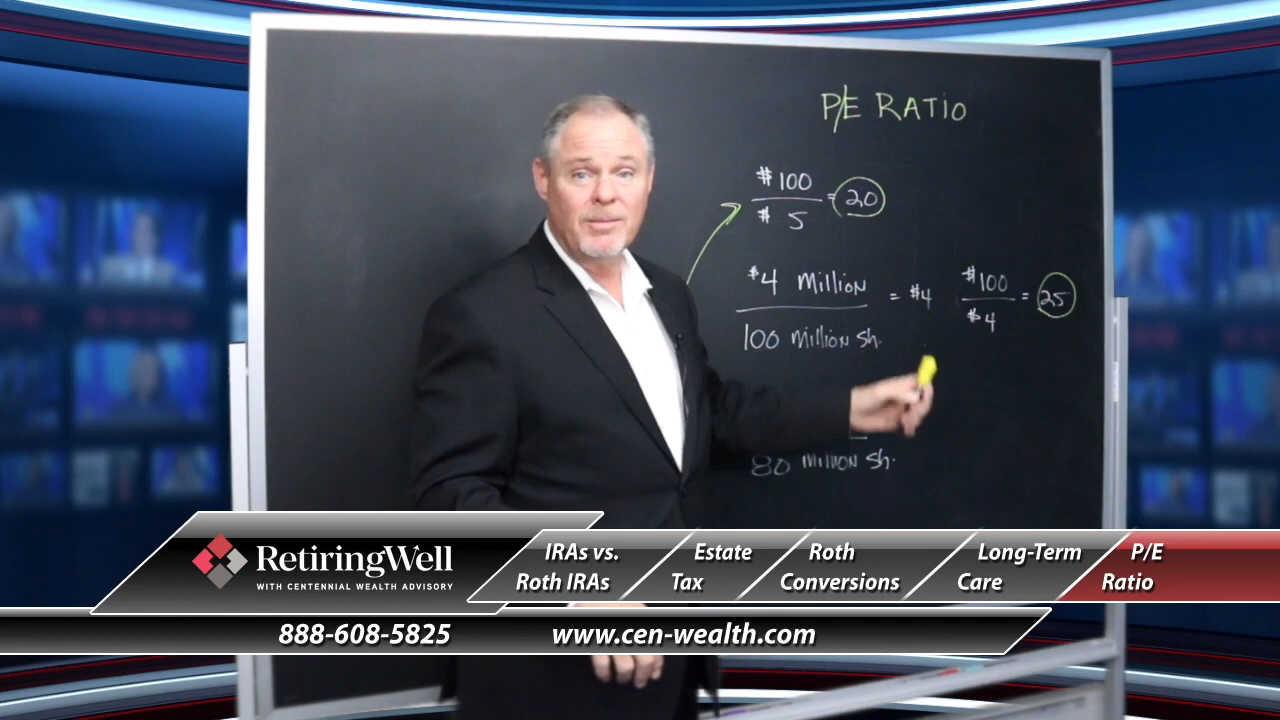 P/E RATIO
$100
$ 5
= 20
$4 Million
100 Million Sh.
= $4
$100
$4
= 25
80 Million Sh.
RetiringWell
WITH CENTENNIAL WEALTH ADVISORY
IRAs vs.
Roth IRAs
Estate
Tax
Roth
Conversions
Long-Term
Care
P/E
Ratio
888-608-5825
www.cen-wealth.com